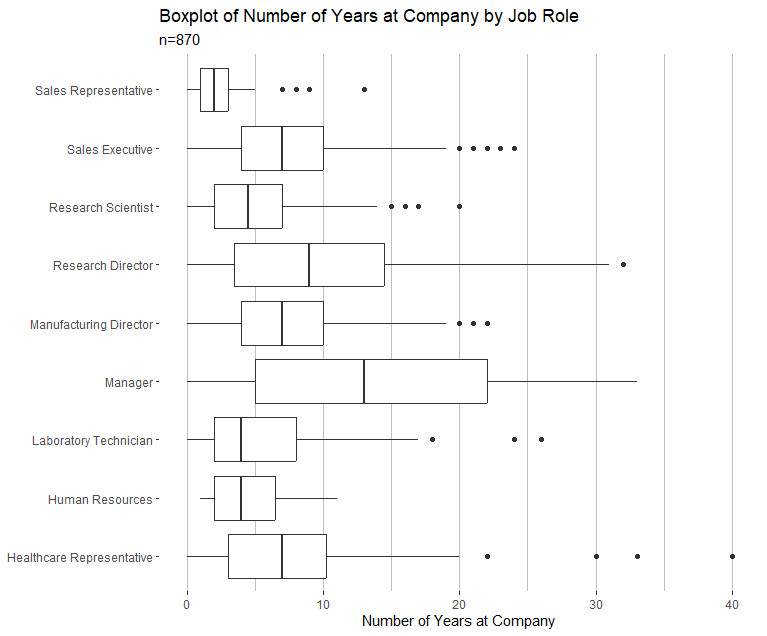 Boxplot of Number of Years at Company by Job Role
n=870
Sales Representative
Sales Executive
Research Scientist
Research Director
Manufacturing Director
Manager
Laboratory Technician
Human Resources
Healthcare Representative
0 10 20 30 40
Number of Years at Company